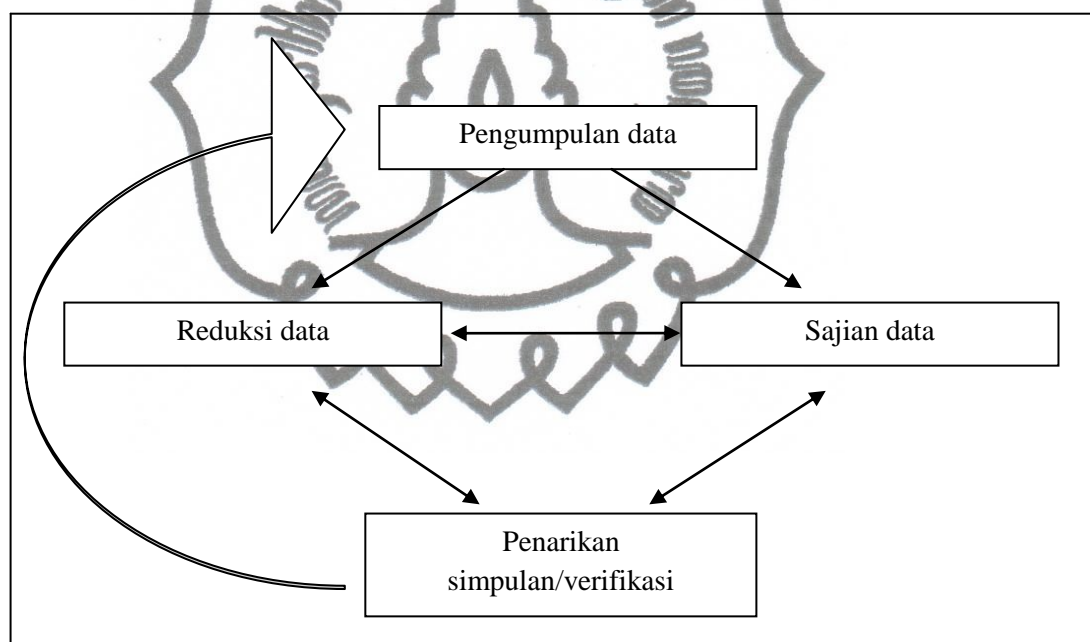 Pengumpulan data
Reduksi data
Sajian data
Penarikan
simpulan/verifikasi